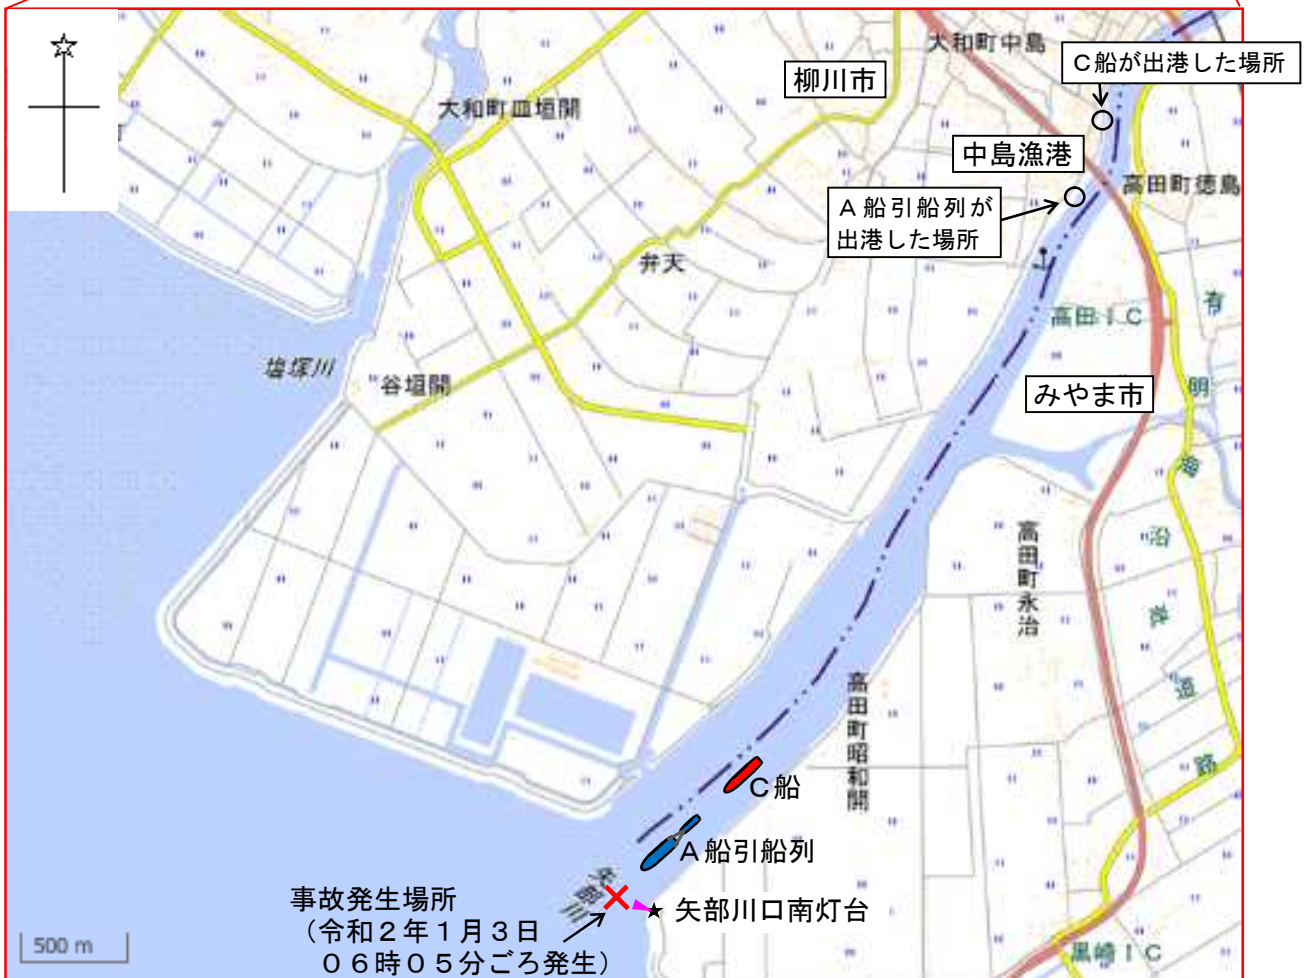 大和町中島
C船が出港した場所
柳川市
大和町皿垣開
中島漁港
高田町徳島
A船引船列が
出港した場所
弁天
有明海沿岸道路
高田IC
塩塚川
谷垣開
みやま市
高田町永治
高田町昭和開
C船
A船引船列
矢部川
事故発生場所
(令和2年1月3日
06時05分ごろ発生)
矢部川口南灯台
500 m
黒崎IC